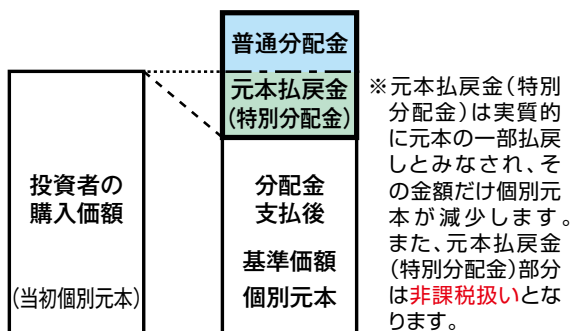 普通分配金
元本払戻金
(特別分配金)
投資者の
購入価額
(当初個別元本)
分配金
支払後
基準価額
個別元本
※元本払戻金(特別
分配金)は実質的
に元本の一部払戻
しとみなされ、そ
の金額だけ個別元
本が減少します。
また、元本払戻金
(特別分配金)部分
は非課税扱いとな
ります。